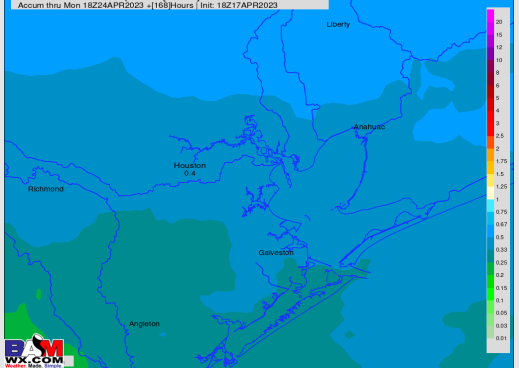 Accum thru Mon 18Z24APR2023 +[168]Hours | Init: 18Z17APR2023
Liberty
Anahuac
Houston
0.4
Richmond
Galveston
Angleton
20
15
12
10
8
6
5
4
3
2.5
2
1.75
1.5
1.25
1
0.75
0.67
0.5
0.33
0.25
0.2
0.15
0.1
0.05
0.03
0.01
BAM
WX.COM
Weather. Made. Simple.